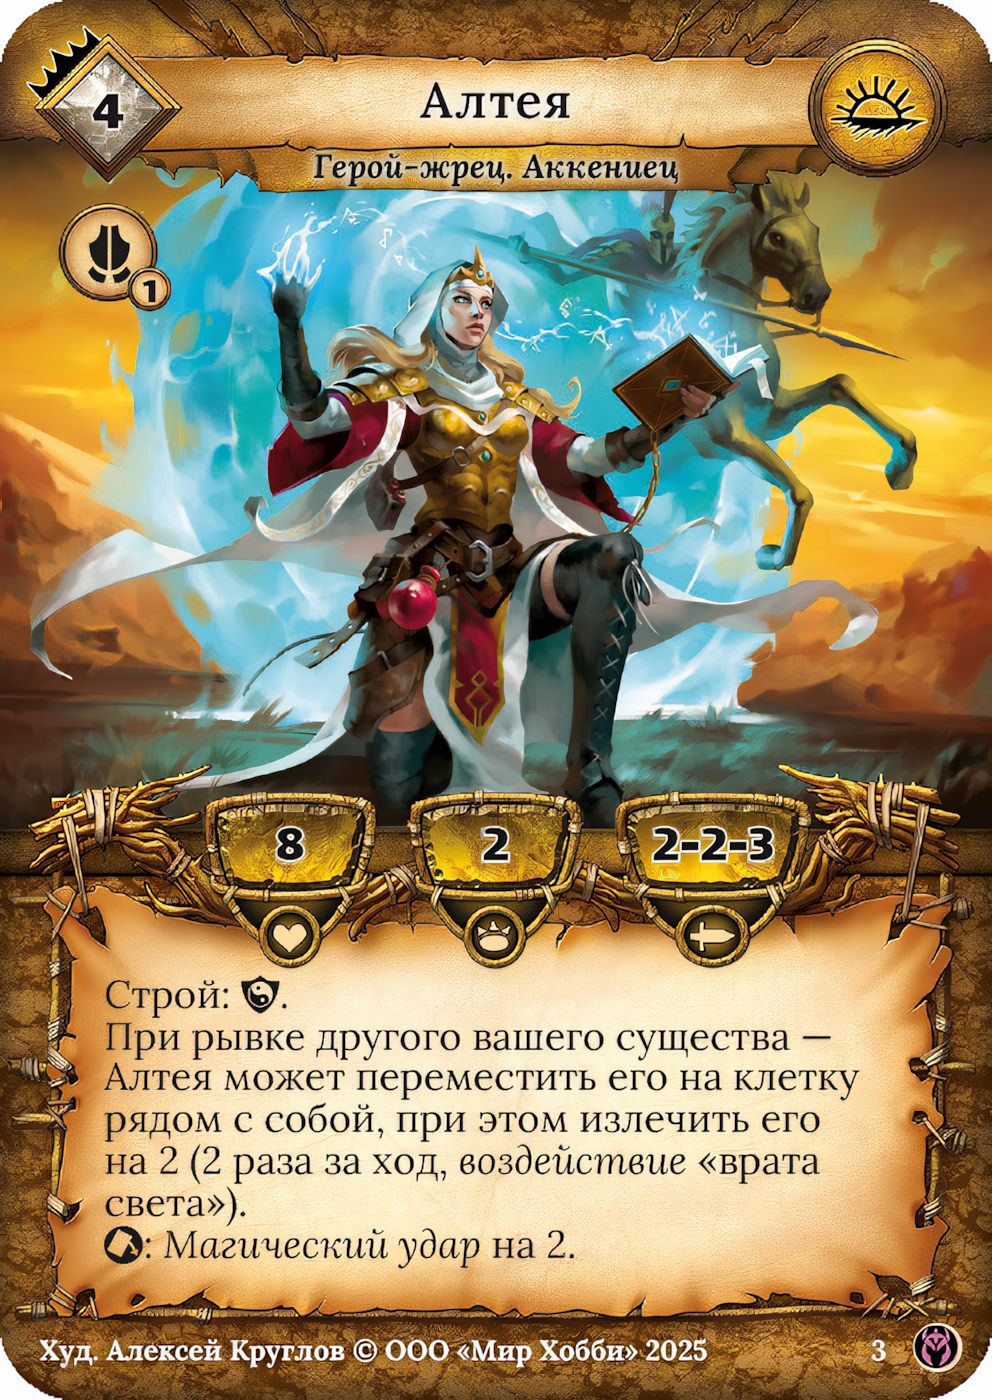 4
Алтея
Герой-жрец. Аккениец
1
8
2
2-2-3
Строй: .
При рывке другого вашего существа —
Алтея может переместить его на клетку
рядом с собой, при этом излечить его
на 2 (2 раза за ход, воздействие «врата
света»).
: Магический удар на 2.
Худ. Алексей Круглов © ООО «Мир Хобби» 2025
3